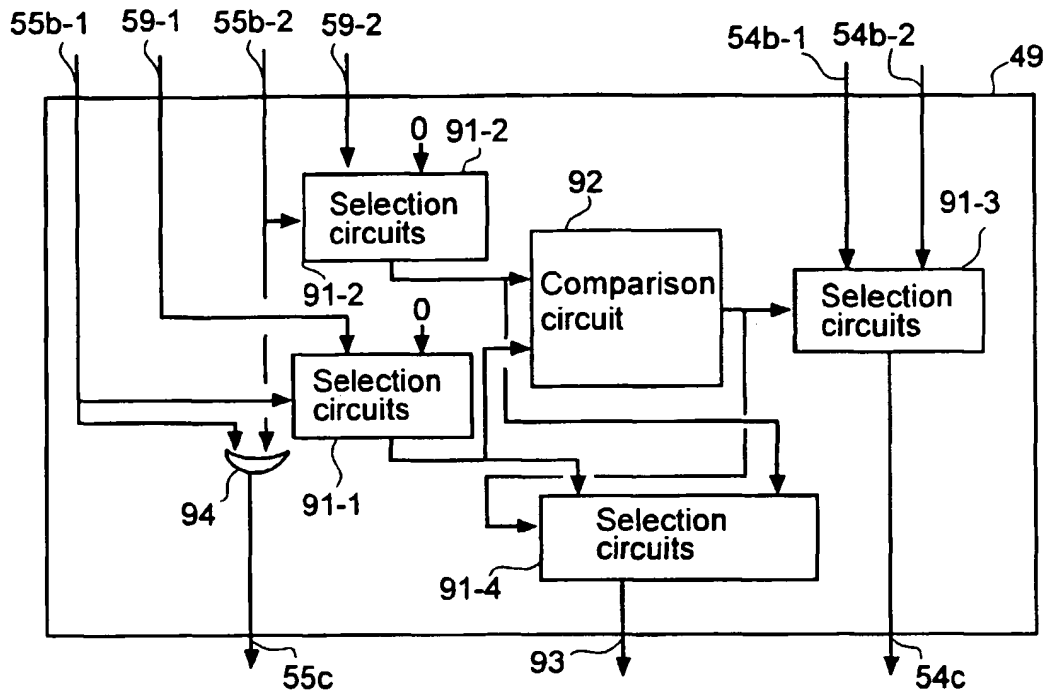 55b-1
59-1
55b-2
59-2
54b-1
54b-2
49
0
91-2
Selection
circuits
91-2
92
Comparison
circuit
91-3
Selection
circuits
0
Selection
circuits
91-1
94
Selection
circuits
91-4
55c
93
54c